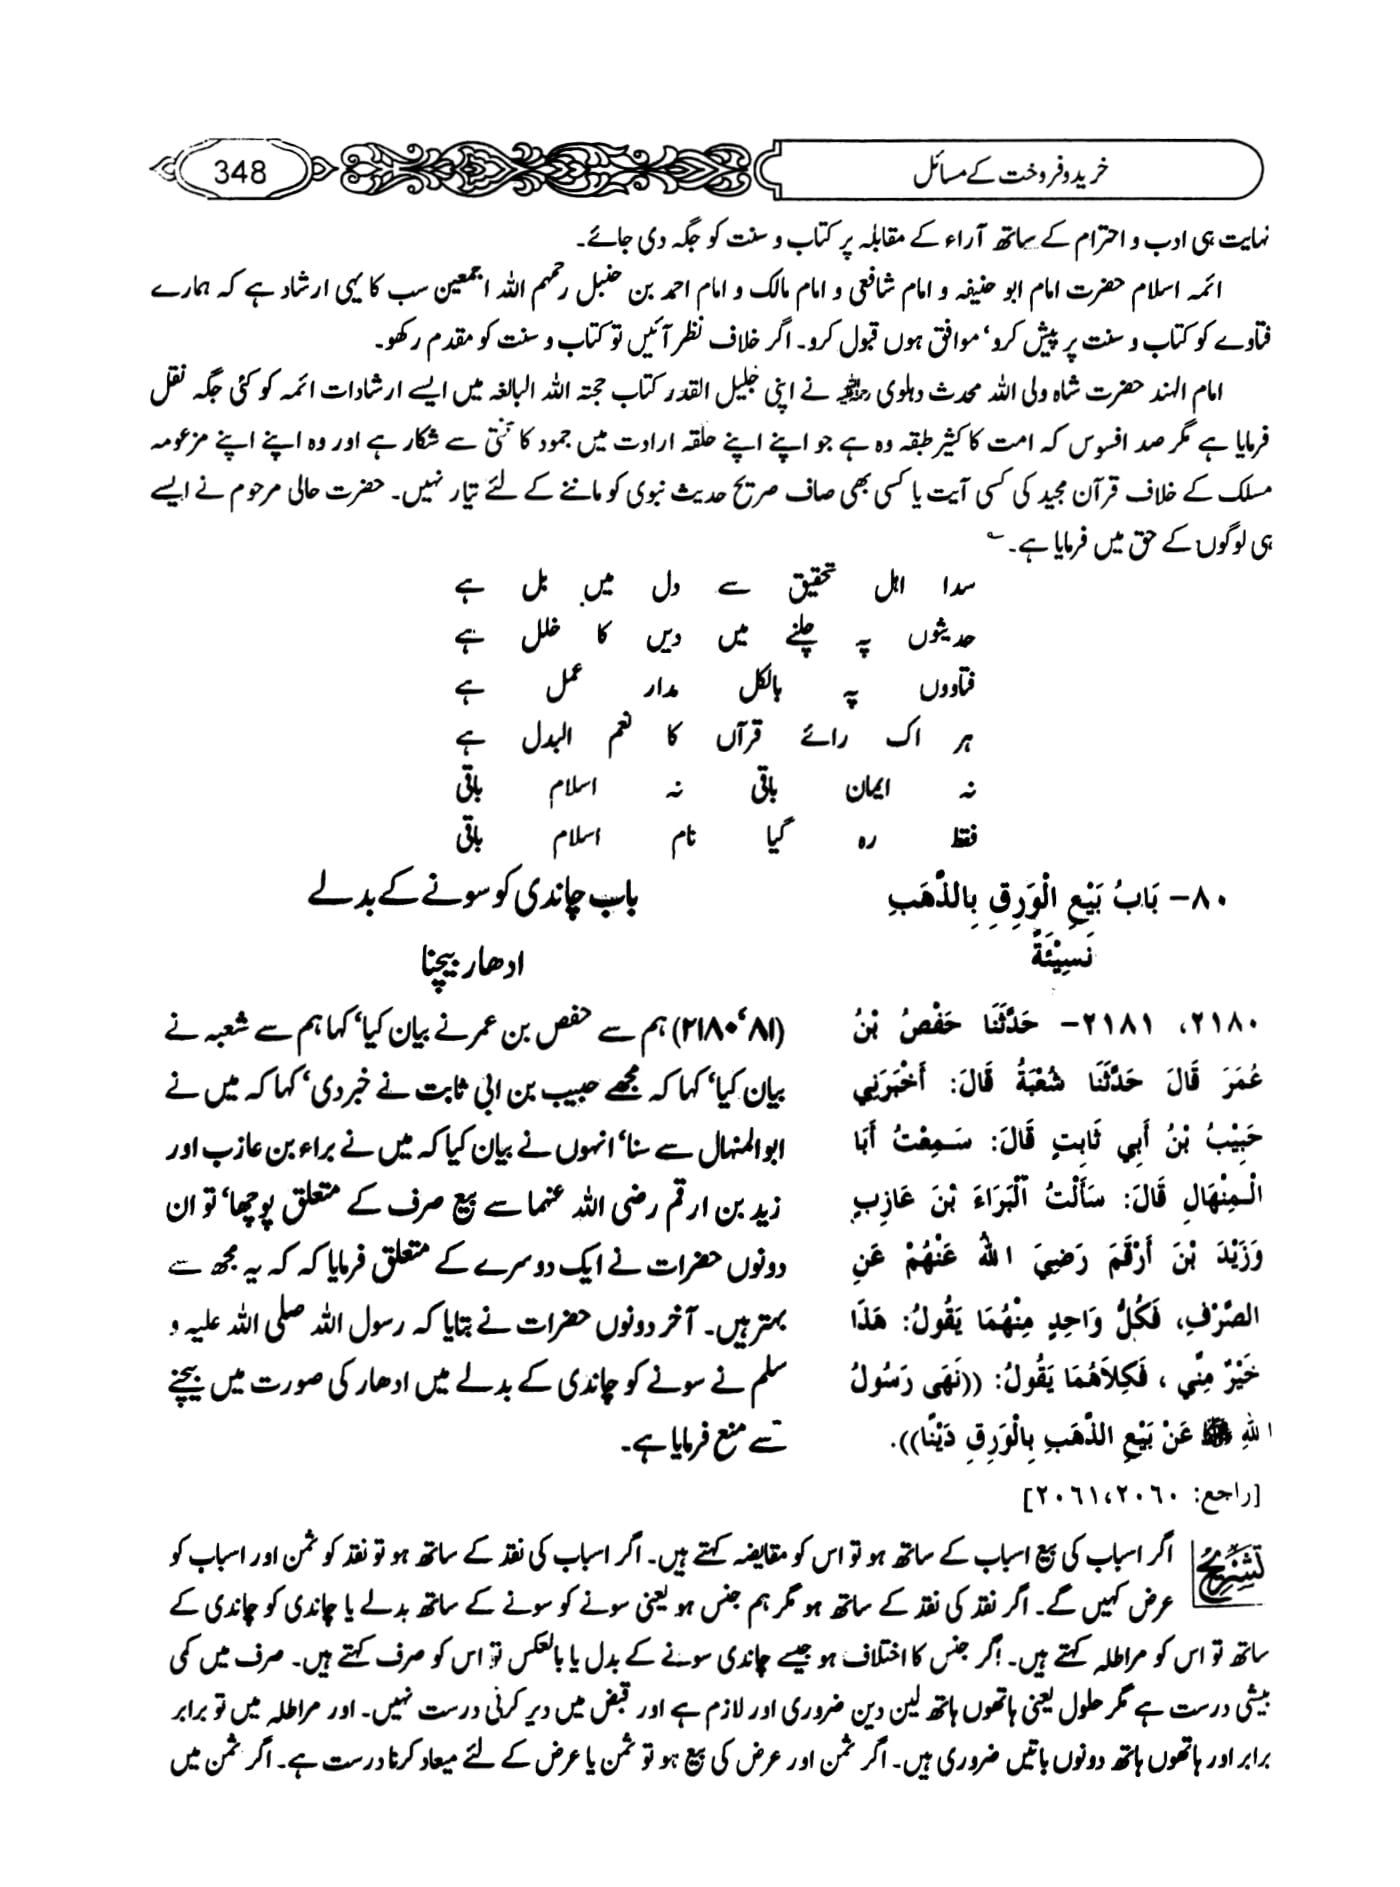 خرید و فروخت کے مسائل
348
نہایت ہی ادب و احترام کے ساتھ آراء کے مقابلہ پر کتاب و سنت کو جگہ دی جائے۔
ائمہ اسلام حضرت امام ابو حنیفہ و امام شافعی و امام مالک و امام احمد بن حنبل رحمہم اللہ اجمعین سب کا یہی ارشاد ہے کہ ہمارے
فتاوے کو کتاب و سنت پر پیش کرو‘ موافق ہوں قبول کرو۔ اگر خلاف نظر آئیں تو کتاب و سنت کو مقدم رکھو۔
امام الہند حضرت شاہ ولی اللہ محدث دہلوی رحمہ اللہ نے اپنی جلیل القدر کتاب حجتہ اللہ البالغہ میں ایسے ارشادات ائمہ کو کئی جگہ نقل
فرمایا ہے مگر صد افسوس کہ امت کا کثیر طبقہ وہ ہے جو اپنے اپنے حلقہ ارادت میں جمود کا سختی سے شکار ہے اور وہ اپنے اپنے مزعومہ
مسلک کے خلاف قرآن مجید کی کسی آیت یا کسی بھی صاف صریح حدیث نبوی کو ماننے کے لئے تیار نہیں۔ حضرت حالی مرحوم نے ایسے
ہی لوگوں کے حق میں فرمایا ہے۔ ؎
سدا اہل تحقیق سے دل میں بل ہے
حدیثوں پہ چلنے میں دیں کا خلل ہے
فتاووں پہ بالکل مدار عمل ہے
ہر اک رائے قرآں کا نعم البدل ہے
نہ ایمان باقی نہ اسلام باقی
فقط رہ گیا نام اسلام باقی
٨٠- بَابُ بَيْعِ الْوَرِقِ بِالذَّهَبِ
نَسِيْئَةً
باب چاندی کو سونے کے بدلے
ادھار بیچنا
٢١٨٠، ٢١٨١- حَدَّثَنَا حَفْصُ بْنُ
عُمَرَ قَالَ حَدَّثَنَا شُعْبَةُ قَالَ: أَخْبَرَنِي
حَبِيْبُ بْنُ أَبِي ثَابِتٍ قَالَ: سَمِعْتُ أَبَا
الْمِنْهَالِ قَالَ: سَأَلْتُ الْبَرَاءَ بْنَ عَازِبٍ
وَزَيْدَ بْنَ أَرْقَمَ رَضِيَ اللهُ عَنْهُمْ عَنِ
الصَّرْفِ، فَكُلُّ وَاحِدٍ مِنْهُمَا يَقُولُ: هَذَا
خَيْرٌ مِنِّي، فَكِلاَهُمَا يَقُولُ: ((نَهَى رَسُولُ
اللهِ ﷺ عَنْ بَيْعِ الذَّهَبِ بِالْوَرِقِ دَيْنًا)).
[راجع: ٢٠٦٠، ٢٠٦١]
(۲۱۸۰‘۸۱) ہم سے حفص بن عمر نے بیان کیا‘ کہا ہم سے شعبہ نے
بیان کیا‘ کہا کہ مجھے حبیب بن ابی ثابت نے خبر دی‘ کہا کہ میں نے
ابوالمنہال سے سنا‘ انہوں نے بیان کیا کہ میں نے براء بن عازب اور
زید بن ارقم رضی اللہ عنہما سے بیع صرف کے متعلق پوچھا‘ تو ان
دونوں حضرات نے ایک دوسرے کے متعلق فرمایا کہ کہ یہ مجھ سے
بہتر ہیں۔ آخر دونوں حضرات نے بتایا کہ رسول اللہ صلی اللہ علیہ و
سلم نے سونے کو چاندی کے بدلے میں ادھار کی صورت میں بیچنے
سے منع فرمایا ہے۔
تشریح
اگر اسباب کی بیع اسباب کے ساتھ ہو تو اس کو مقایضہ کہتے ہیں۔ اگر اسباب کی نقد کے ساتھ ہو تو نقد کو ثمن اور اسباب کو
عرض کہیں گے۔ اگر نقد کی نقد کے ساتھ ہو مگر ہم جنس ہو یعنی سونے کو سونے کے ساتھ بدلے یا چاندی کو چاندی کے
ساتھ تو اس کو مراطلہ کہتے ہیں۔ اگر جنس کا اختلاف ہو جیسے چاندی سونے کے بدل یا بالعکس تو اس کو صرف کہتے ہیں۔ صرف میں کمی
بیشی درست ہے مگر حلول یعنی ہاتھوں ہاتھ لین دین ضروری اور لازم ہے اور قبض میں دیر کرنی درست نہیں۔ اور مراطلہ میں تو برابر
برابر اور ہاتھوں ہاتھ دونوں باتیں ضروری ہیں۔ اگر ثمن اور عرض کی بیع ہو تو ثمن یا عرض کے لئے میعاد کرنا درست ہے۔ اگر ثمن میں